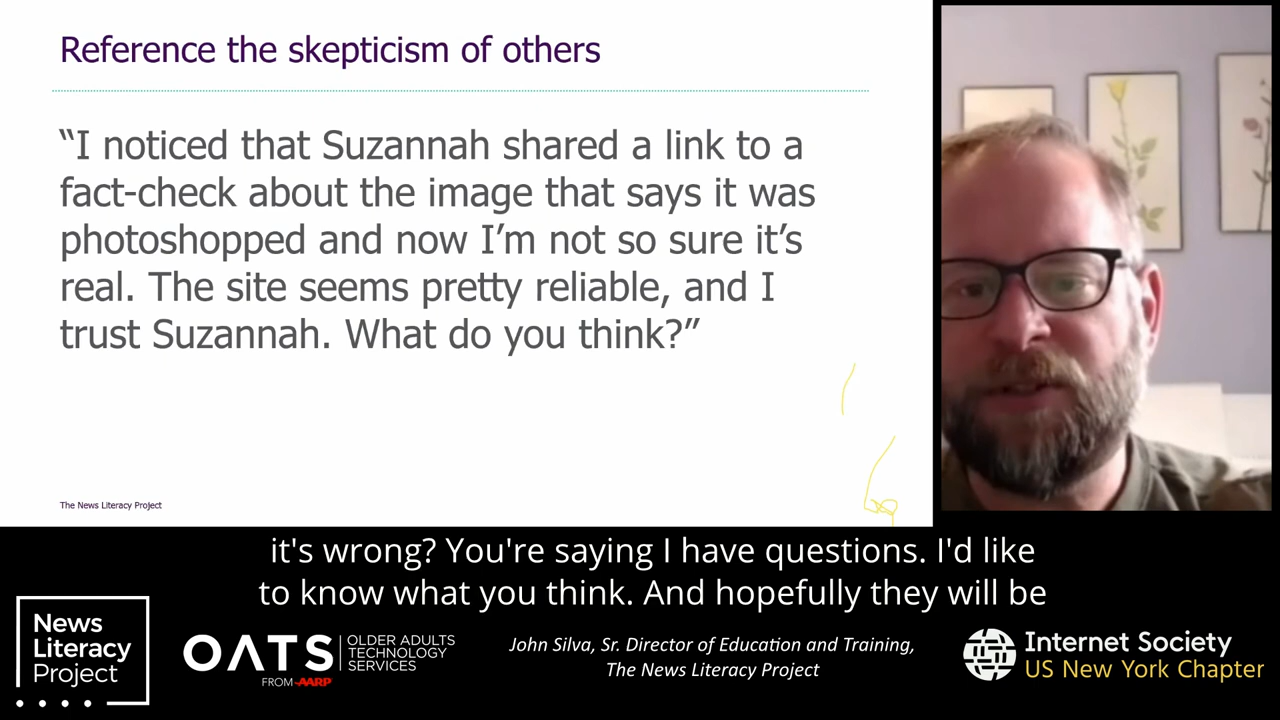 Reference the skepticism of others
“I noticed that Suzannah shared a link to a
fact-check about the image that says it was
photoshopped and now I’m not so sure it’s
real. The site seems pretty reliable, and I
trust Suzannah. What do you think?”
The News Literacy Project
it's wrong? You're saying I have questions. I'd like
to know what you think. And hopefully they will be
News
Literacy
Project
OATS
OLDER ADULTS
TECHNOLOGY
SERVICES
FROM AARP
John Silva, Sr. Director of Education and Training,
The News Literacy Project
Internet Society
US New York Chapter